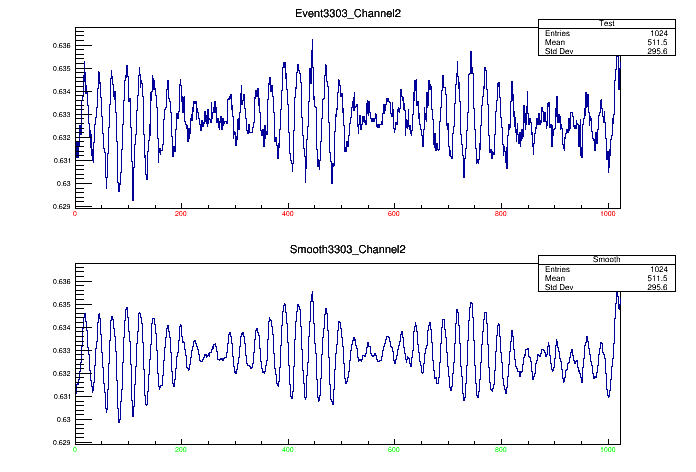 Event3303_Channel2
Test
Entries 1024
Mean 511.5
Std Dev 295.6
0.636
0.635
0.634
0.633
0.632
0.631
0.63
0.629
0 200 400 600 800 1000
Smooth3303_Channel2
Smooth
Entries 1024
Mean 511.5
Std Dev 295.6
0.636
0.635
0.634
0.633
0.632
0.631
0.63
0.629
0 200 400 600 800 1000